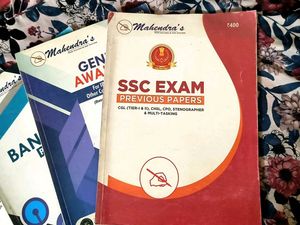 Mahendra's
₹400
SSC EXAM
PREVIOUS PAPERS
CGL (TIER-I & II), CHSL, CPO, STENOGRAPHER
& MULTI-TASKING
Mahendra's
GEN
AWA
Mahendra's
BAN